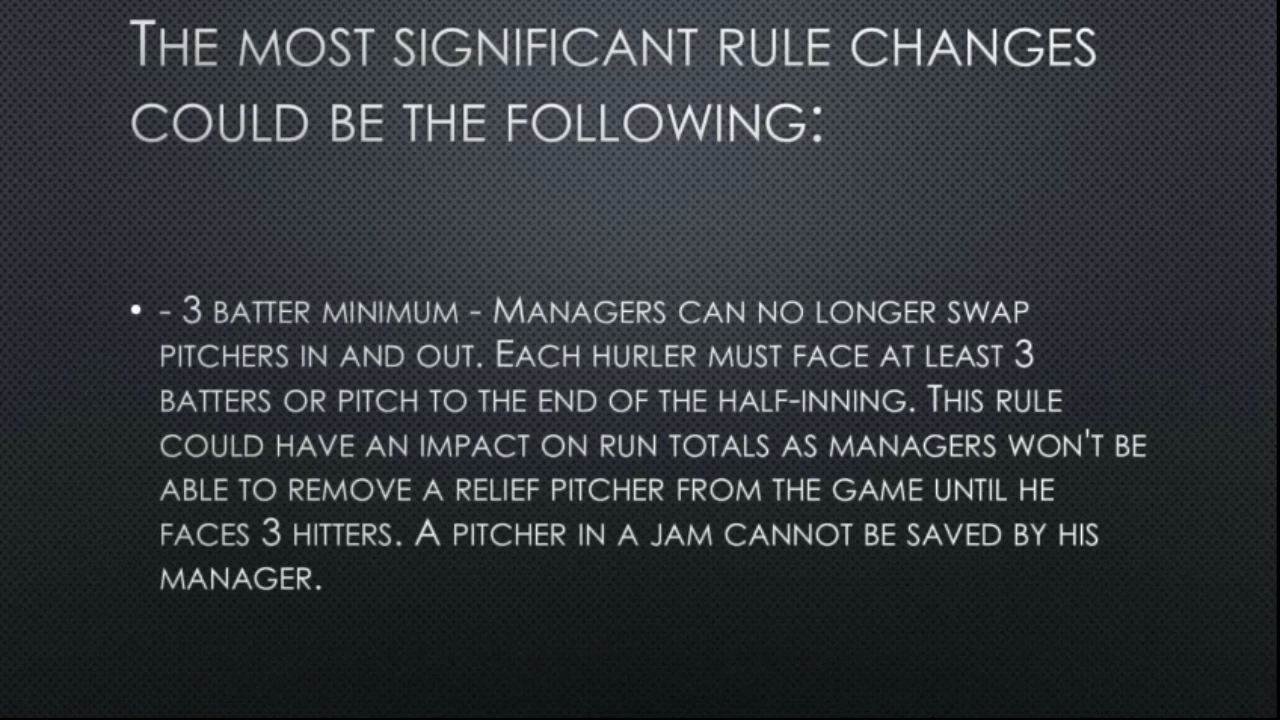 The most significant rule changes
could be the following:
• - 3 batter minimum - Managers can no longer swap
pitchers in and out. Each hurler must face at least 3
batters or pitch to the end of the half-inning. This rule
could have an impact on run totals as managers won't be
able to remove a relief pitcher from the game until he
faces 3 hitters. A pitcher in a jam cannot be saved by his
manager.